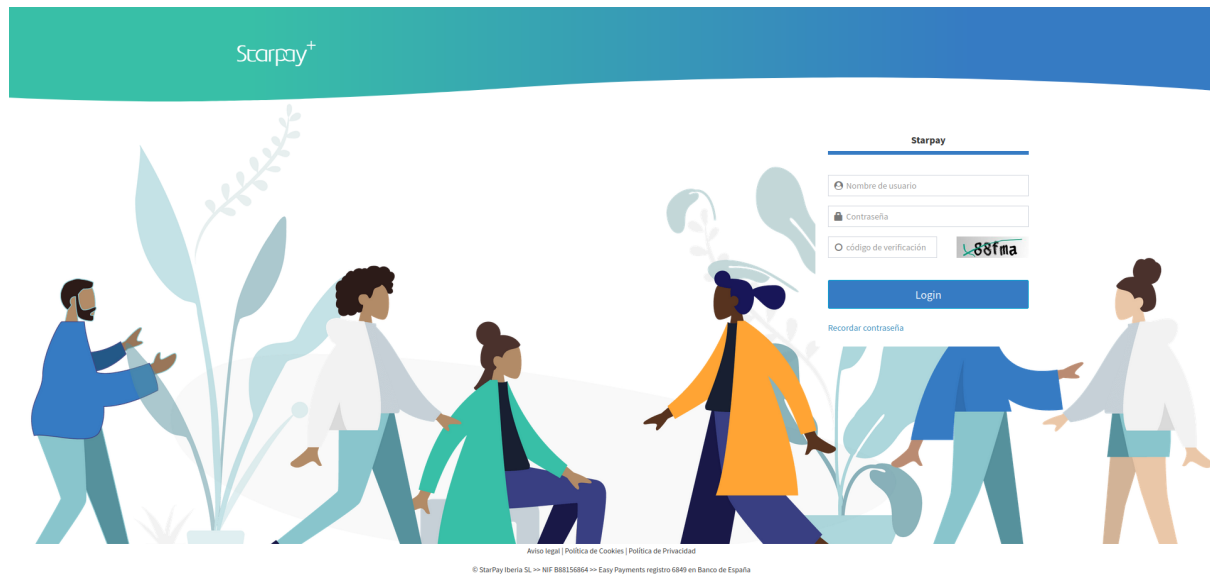 Starpay+
Starpay
Nombre de usuario
Contraseña
código de verificación
88fma
Login
Recordar contraseña
Aviso legal | Política de Cookies | Política de Privacidad
© StarPay Iberia SL >> NIF B88156864 >> Easy Payments registro 6849 en Banco de España